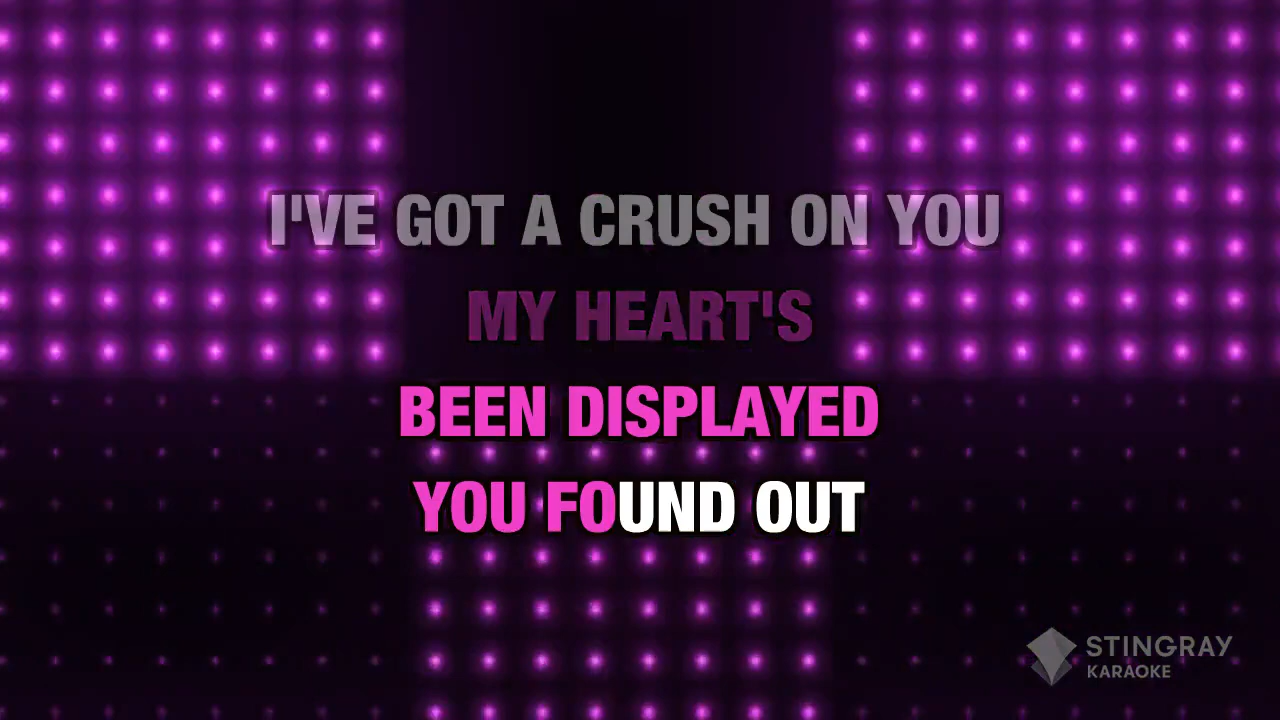 I'VE GOT A CRUSH ON YOU
MY HEART'S
BEEN DISPLAYED
YOU FOUND OUT
STINGRAY
KARAOKE